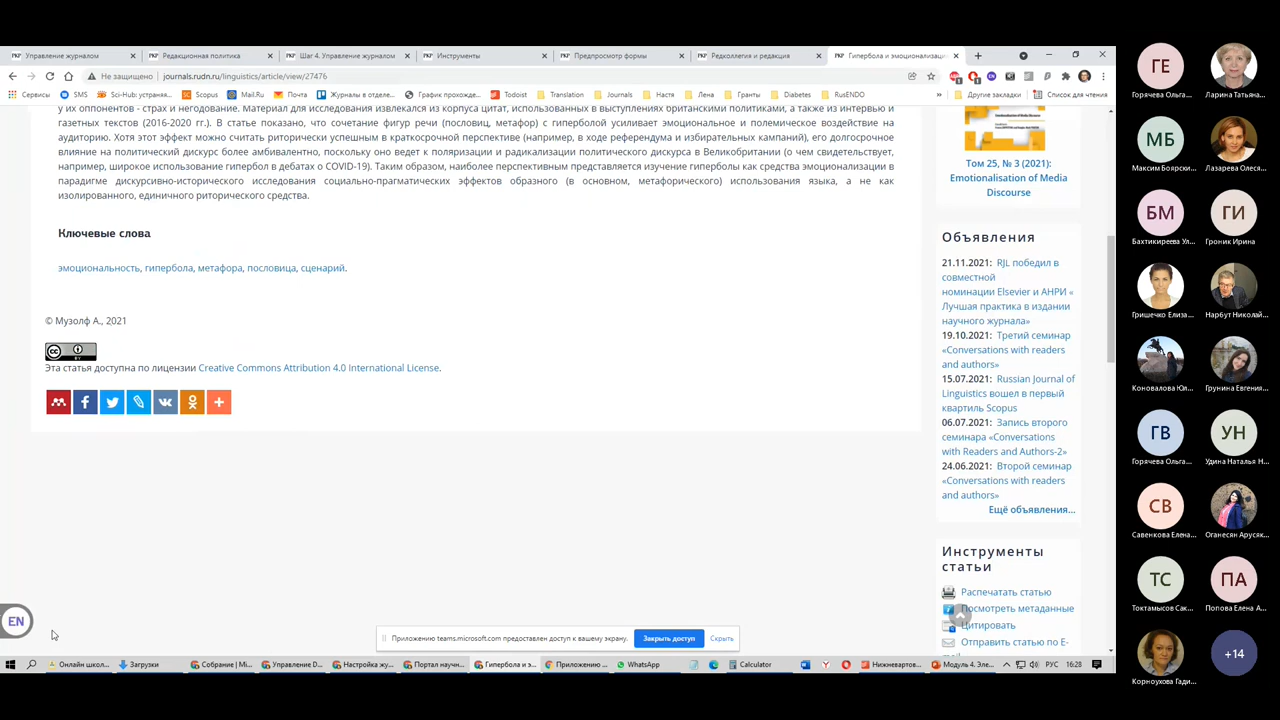 Управление журналом
Редакционная политика
Шаг 4. Управление журналом
Инструменты
Предпросмотр формы
Редколлегия и редакция
Гипербола и эмоционализаци
Не защищено
journals.rudn.ru/linguistics/article/view/27476
Сервисы
SMS
Sci-Hub: устраняя...
Scopus
Mail.Ru
Почта
Журналы в отделе...
График прохожде...
Todoist
Translation
Journals
Настя
Лена
Гранты
Diabetes
RusENDO
»
Другие закладки
Список для чтения
у их оппонентов - страх и негодование. Материал для исследования извлекался из корпуса цитат, использованных в выступлениях британскими политиками, а также из интервью и
газетных текстов (2016-2020 гг.). В статье показано, что сочетание фигур речи (пословиц, метафор) с гиперболой усиливает эмоциональное и полемическое воздействие на
аудиторию. Хотя этот эффект можно считать риторически успешным в краткосрочной перспективе (например, в ходе референдума и избирательных кампаний), его долгосрочное
влияние на политический дискурс более амбивалентно, поскольку оно ведет к поляризации и радикализации политического дискурса в Великобритании (о чем свидетельствует,
например, широкое использование гипербол в дебатах о COVID-19). Таким образом, наиболее перспективным представляется изучение гиперболы как средства эмоционализации в
парадигме дискурсивно-исторического исследования социально-прагматических эффектов образного (в основном, метафорического) использования языка, а не как
изолированного, единичного риторического средства.
Ключевые слова
эмоциональность, гипербола, метафора, пословица, сценарий.
© Музолф А., 2021
Эта статья доступна по лицензии Creative Commons Attribution 4.0 International License.
Том 25, № 3 (2021):
Emotionalisation of Media
Discourse
Объявления
21.11.2021: RJL победил в
совместной
номинации Elsevier и АНРИ «
Лучшая практика в издании
научного журнала»
19.10.2021: Третий семинар
«Conversations with readers
and authors»
15.07.2021: Russian Journal of
Linguistics вошел в первый
квартиль Scopus
06.07.2021: Запись второго
семинара «Conversations
with Readers and Authors-2»
24.06.2021: Второй семинар
«Conversations with readers
and authors»
Ещё объявления...
Инструменты
статьи
Распечатать статью
Посмотреть метаданные
Цитировать
Отправить статью по E-
EN
Приложению teams.microsoft.com предоставлен доступ к вашему экрану.
Закрыть доступ
Скрыть
Онлайн школ...
Загрузки
Собрание | Mi...
Управление D...
Настройка жу...
Портал научн...
Гипербола и э...
Приложению ...
WhatsApp
Calculator
Нижневартов...
Модуль 4. Эле...
РУС
16:28
ГЕ
Горячева Ольга...
Ларина Татьяна...
МБ
Максим Боярски...
Лазарева Олеся...
БМ
Бахтикиреева Ул...
ГИ
Гроник Ирина
Гришечко Елиза...
Нарбут Николай...
Коновалова Юл...
Грунина Евгения...
ГВ
Горячева Ольга...
УН
Удина Наталья Н...
СВ
Савенкова Елена...
Оганесян Арусяк...
ТС
Токтамысов Сак...
ПА
Попова Елена А...
Корноухова Гади...
+14